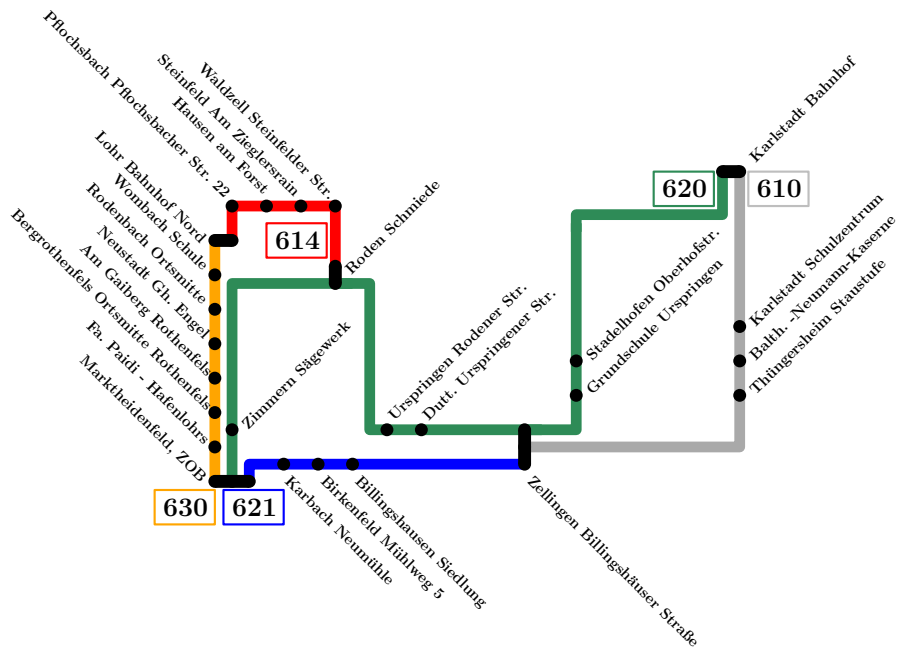 Pflochsbach Pflochsbacher Str. 22
Hausen am Forst
Steinfeld Am Zieglersrain
Waldzell Steinfelder Str.
Karlstadt Bahnhof
620
610
Lohr Bahnhof Nord
614
Roden Schmiede
Wombach Schule
Rodenbach Ortsmitte
Neustadt Gh. Engel
Am Gaiberg Rothenfels
Bergrothenfels Ortsmitte Rothenfels
Fa. Paidi - Hafenlohrs
Marktheidenfeld, ZOB
Zimmern Sägewerk
Urspringen Rodener Str.
Dutt. Urspringener Str.
Stadelhofen Oberhofstr.
Grundschule Urspringen
Karlstadt Schulzentrum
Balth. -Neumann-Kaserne
Thüngersheim Staustufe
630
621
Karbach Neumühle
Birkenfeld Mühlweg 5
Billingshausen Siedlung
Zellingen Billingshäuser Straße